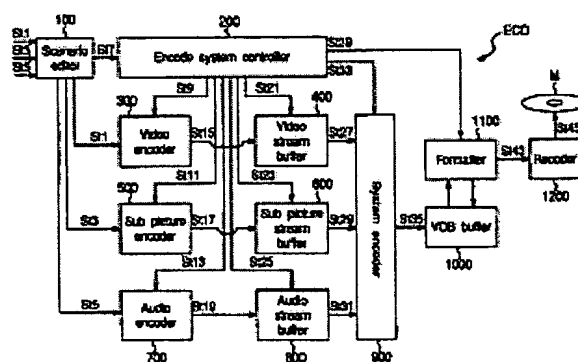 100
200
St1
St3
St5
Scenario editor
St7
Encode system controller
St39
St33
ECD
St9
St21
300
400
M
St1
Video encoder
St15
Video stream buffer
St27
1100
St45
St11
St23
Formatter
St43
Recoder
500
600
System encoder
1200
St3
Sub picture encoder
St17
Sub picture stream buffer
St29
St35
VOB buffer
St13
St25
1000
St5
Audio encoder
St19
Audio stream buffer
St31
700
800
900